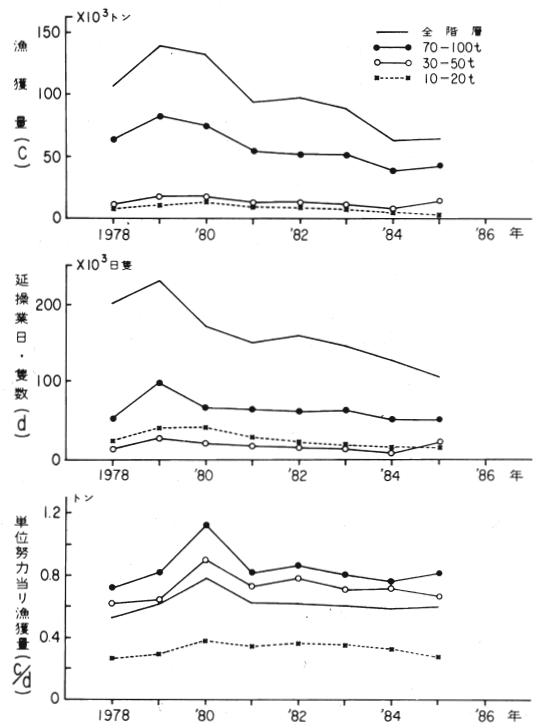 ×10³トン
150
100
50
0
漁獲量(C)
全階層
70-100t
30-50t
10-20t
1978 '80 '82 '84 '86 年
×10³日隻
200
100
0
延操業日・隻数(d)
1978 '80 '82 '84 '86 年
トン
1.2
0.8
0.4
0
単位努力当り漁獲量(C/d)
1978 '80 '82 '84 '86 年